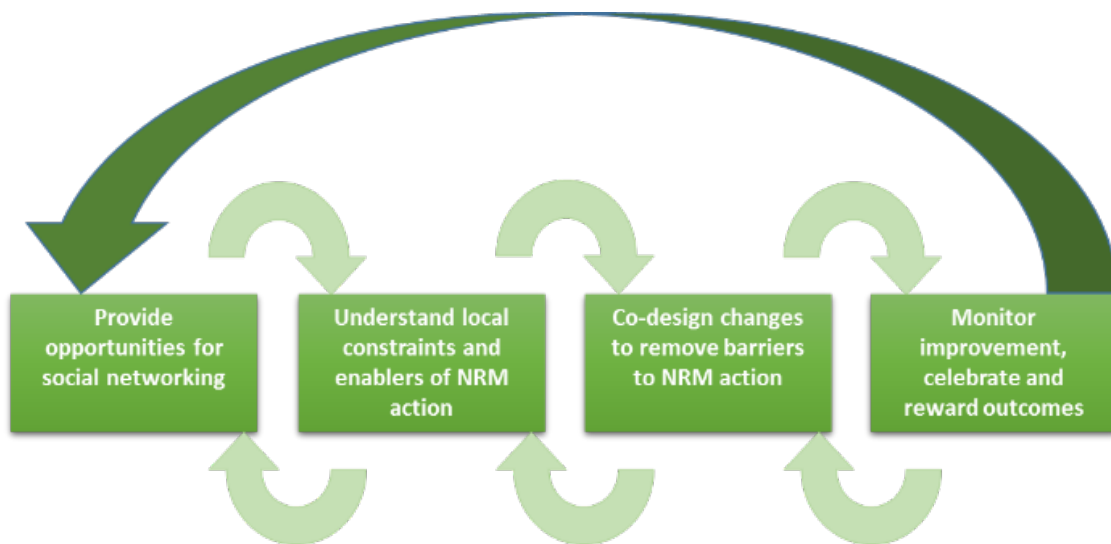 Provide
opportunities for
social networking
Understand local
constraints and
enablers of NRM
action
Co-design changes
to remove barriers
to NRM action
Monitor
improvement,
celebrate and
reward outcomes